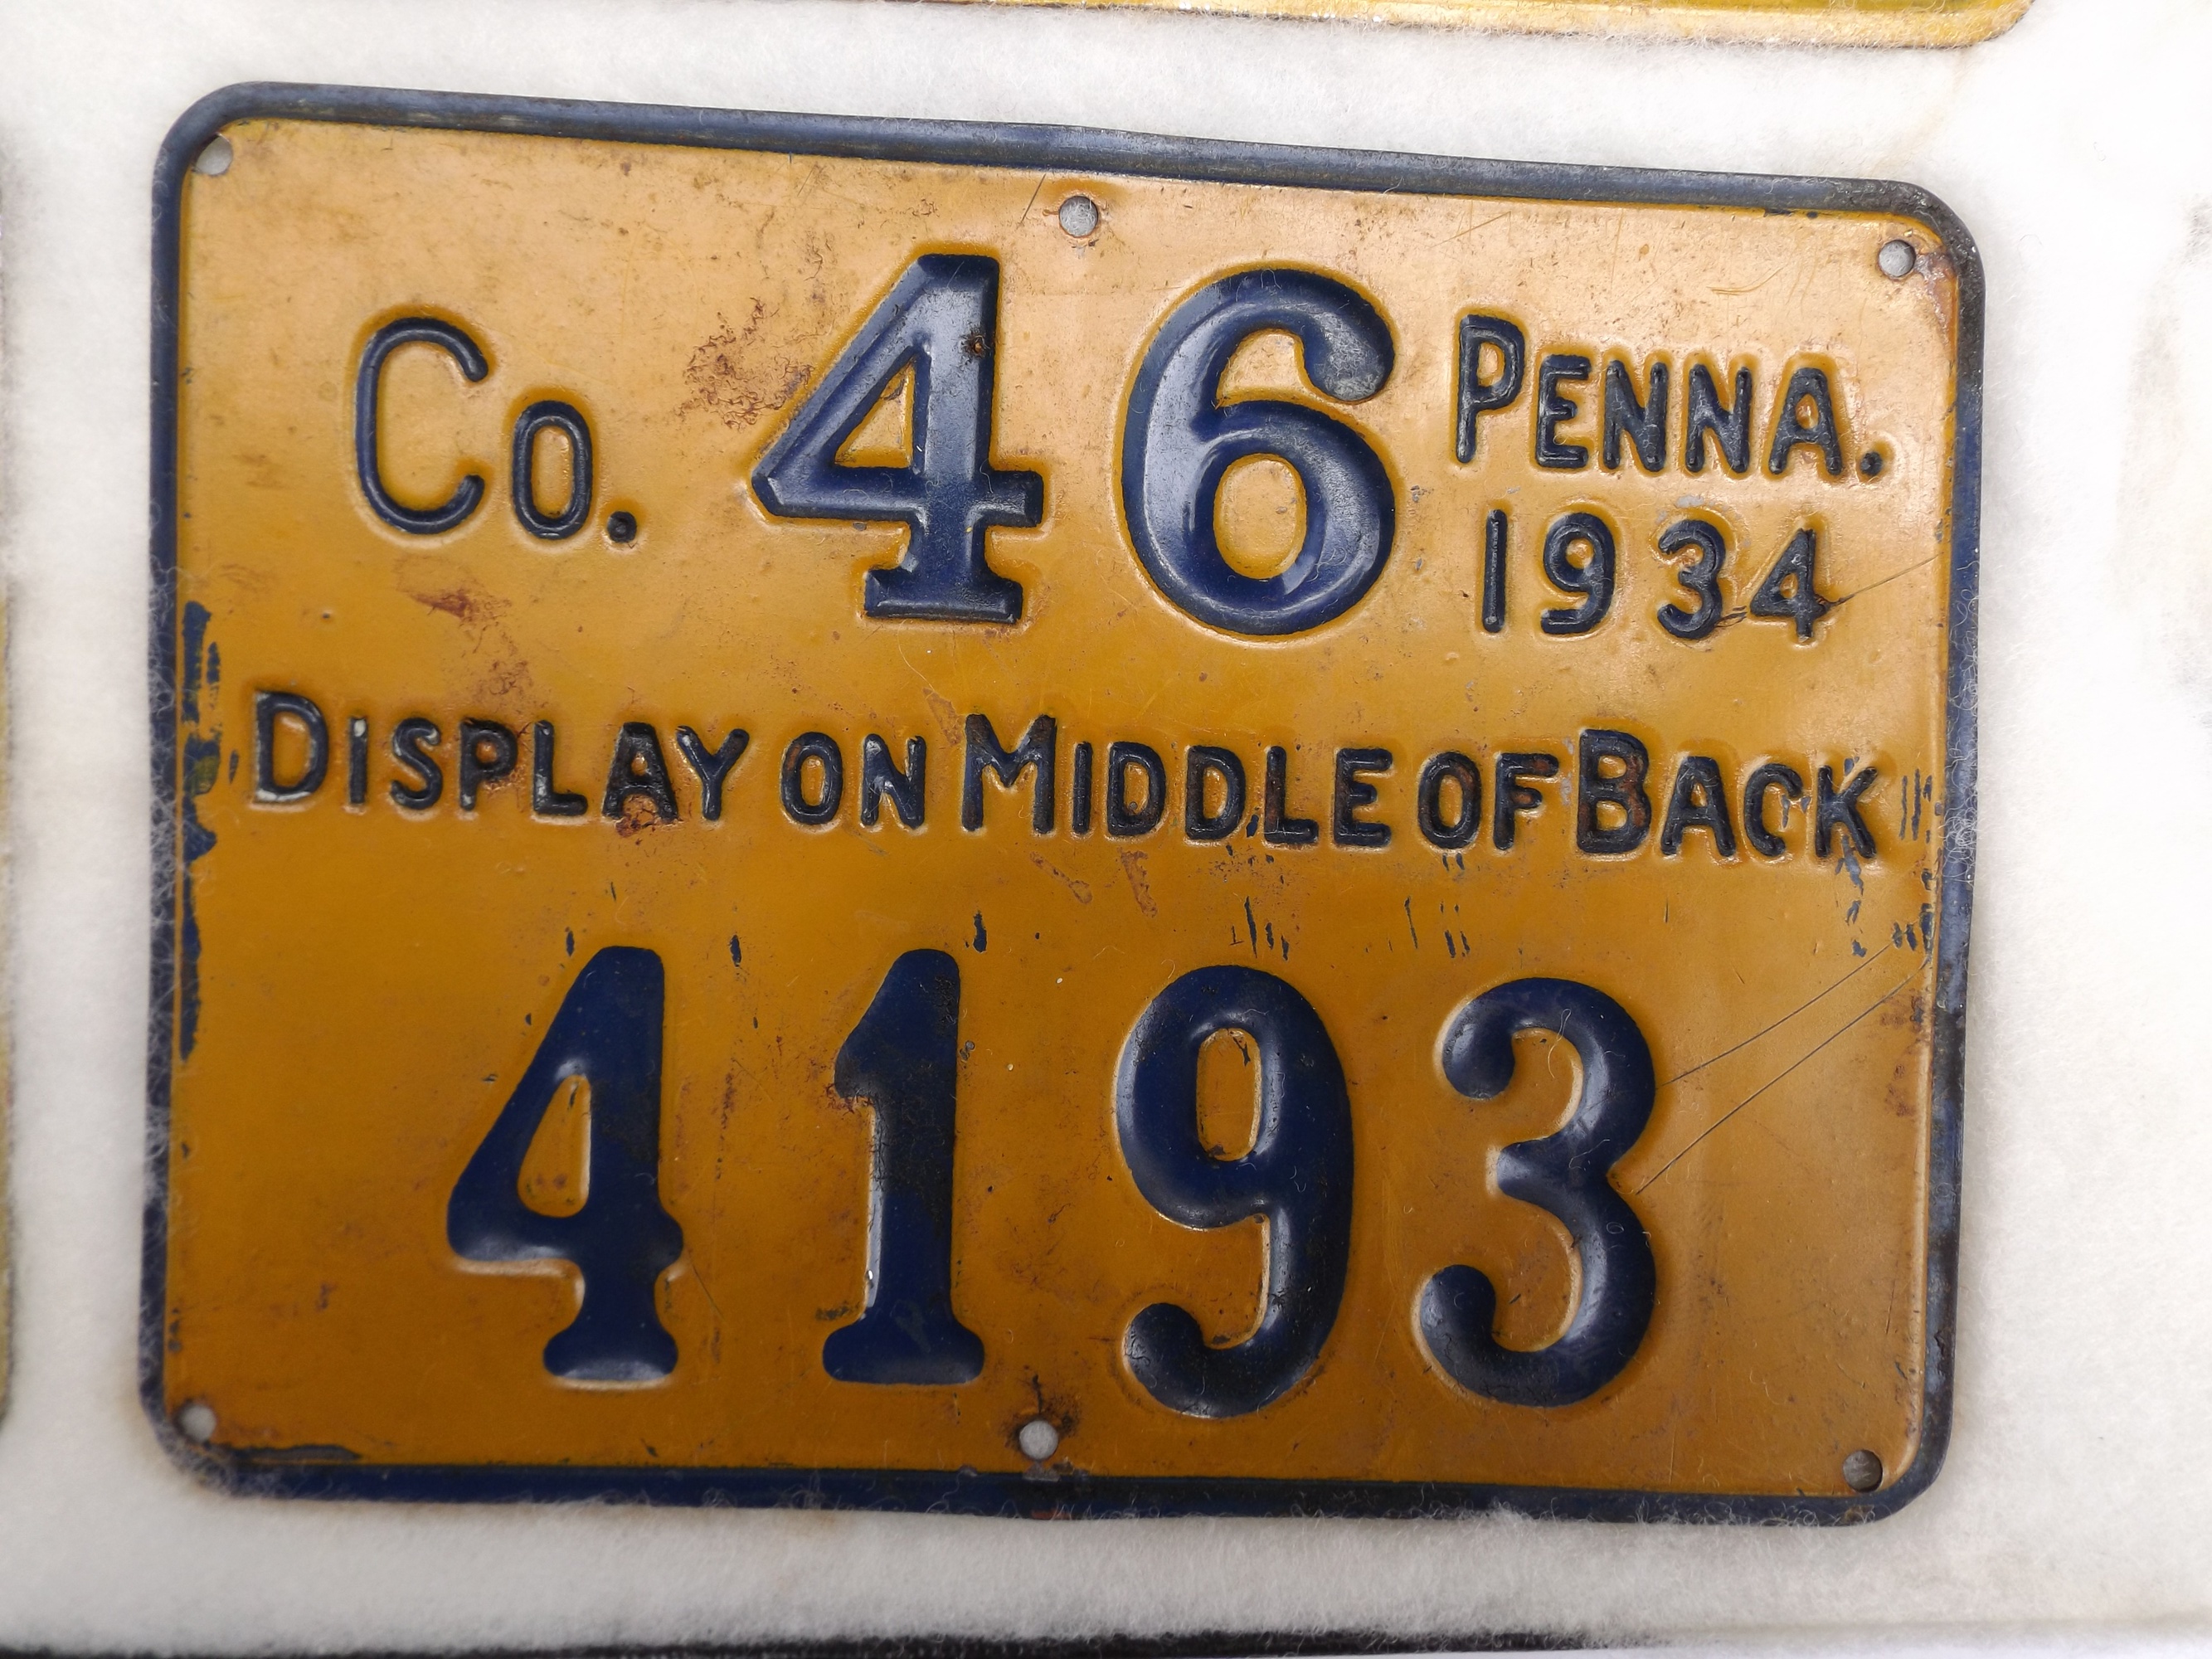 Co. 46 PENNA.
1934
DISPLAY ON MIDDLE OF BACK
4193